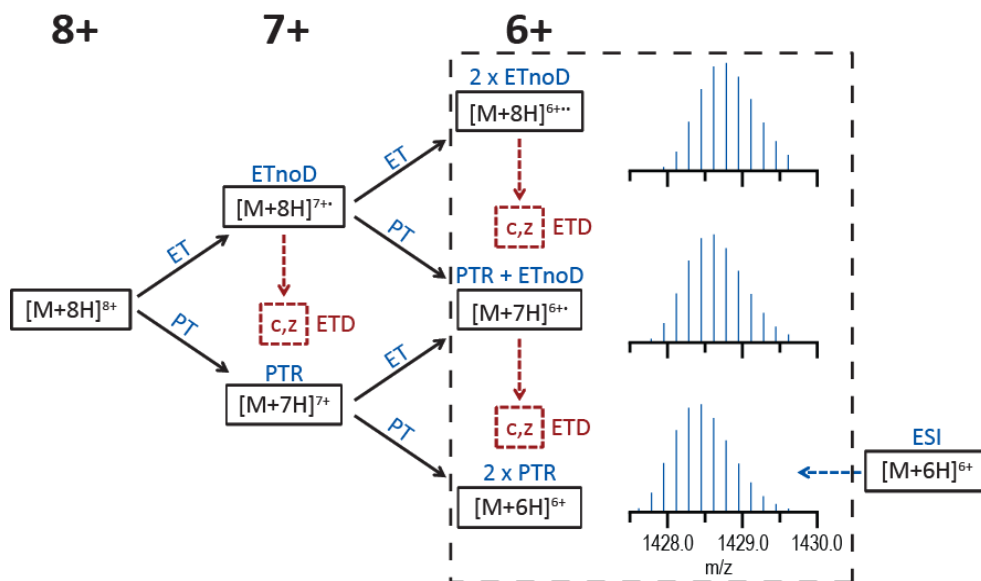 8+ 7+ 6+
2 x ETnoD
[M+8H]⁶⁺••
ET
ETnoD
[M+8H]⁷⁺•
c,z ETD
PT
ET
PTR + ETnoD
[M+8H]⁸⁺
[M+7H]⁶⁺•
c,z ETD
PT
ET
PTR
[M+7H]⁷⁺
c,z ETD
PT
ESI
[M+6H]⁶⁺
2 x PTR
[M+6H]⁶⁺
1428.0 1429.0 1430.0
m/z